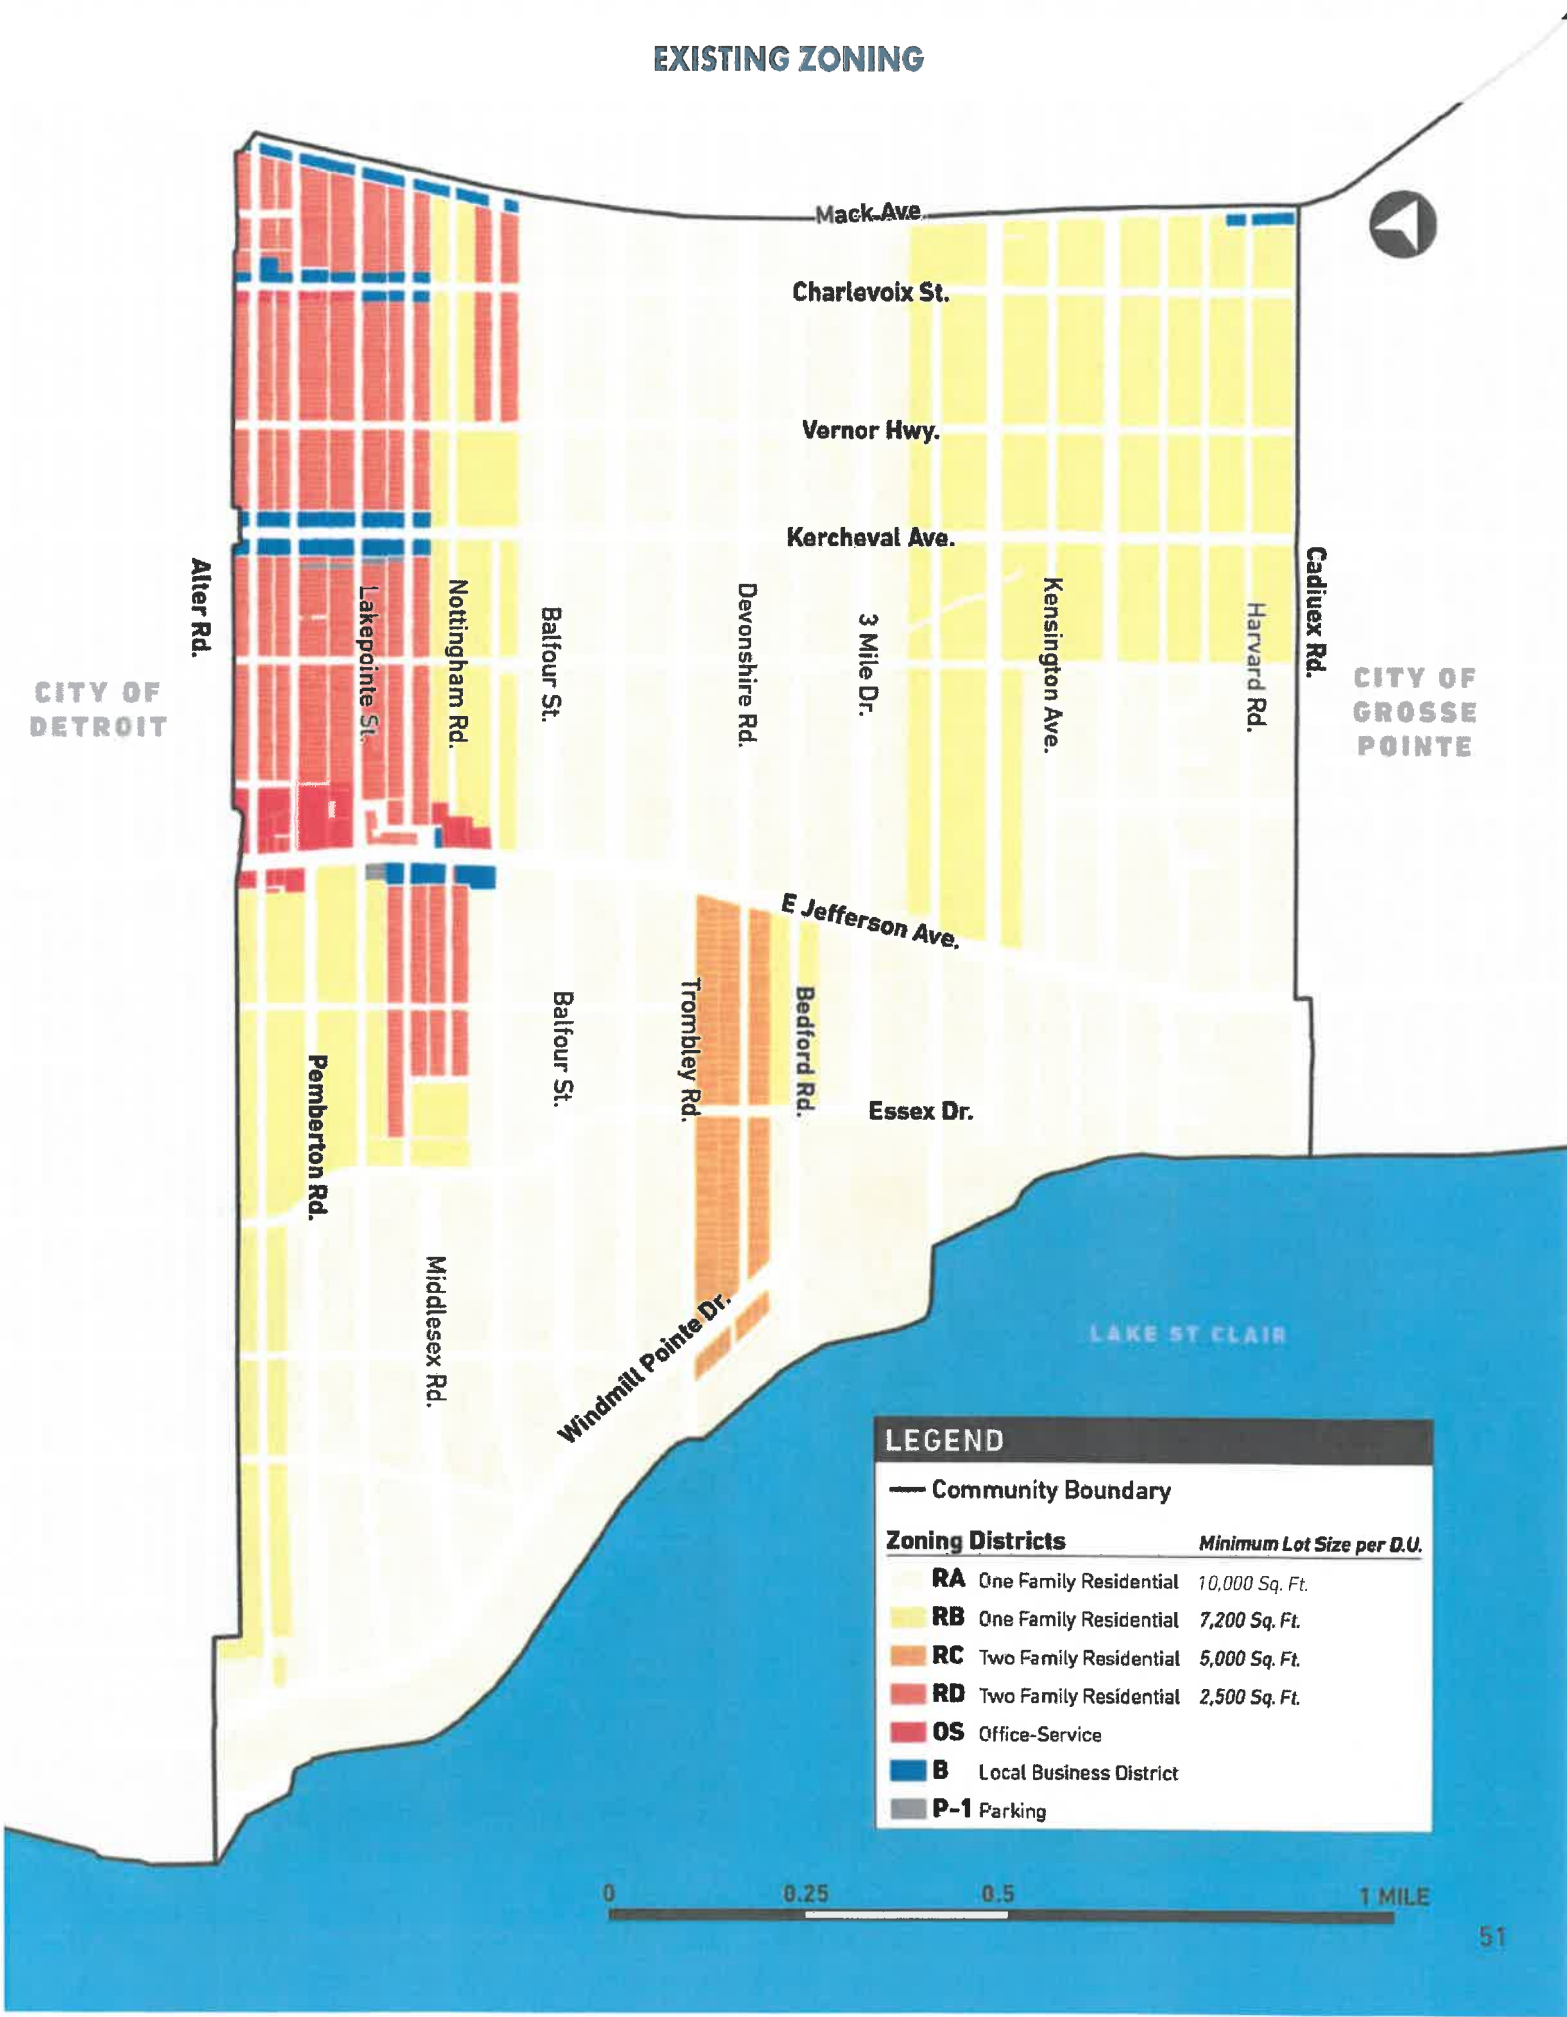 EXISTING ZONING
Mack Ave
Charlevoix St.
Vernor Hwy.
Kercheval Ave.
Alter Rd.
Lakepointe St.
Nottingham Rd.
Balfour St.
Devonshire Rd.
3 Mile Dr.
Kensington Ave.
Harvard Rd.
Cadiuex Rd.
CITY OF
DETROIT
CITY OF
GROSSE
POINTE
E Jefferson Ave.
Pemberton Rd.
Balfour St.
Trombley Rd.
Bedford Rd.
Essex Dr.
Middlesex Rd.
Windmill Pointe Dr.
LAKE ST CLAIR
LEGEND
Community Boundary
Zoning Districts Minimum Lot Size per D.U.
RA One Family Residential 10,000 Sq. Ft.
RB One Family Residential 7,200 Sq. Ft.
RC Two Family Residential 5,000 Sq. Ft.
RD Two Family Residential 2,500 Sq. Ft.
OS Office-Service
B Local Business District
P-1 Parking
0 0.25 0.5 1 MILE
51